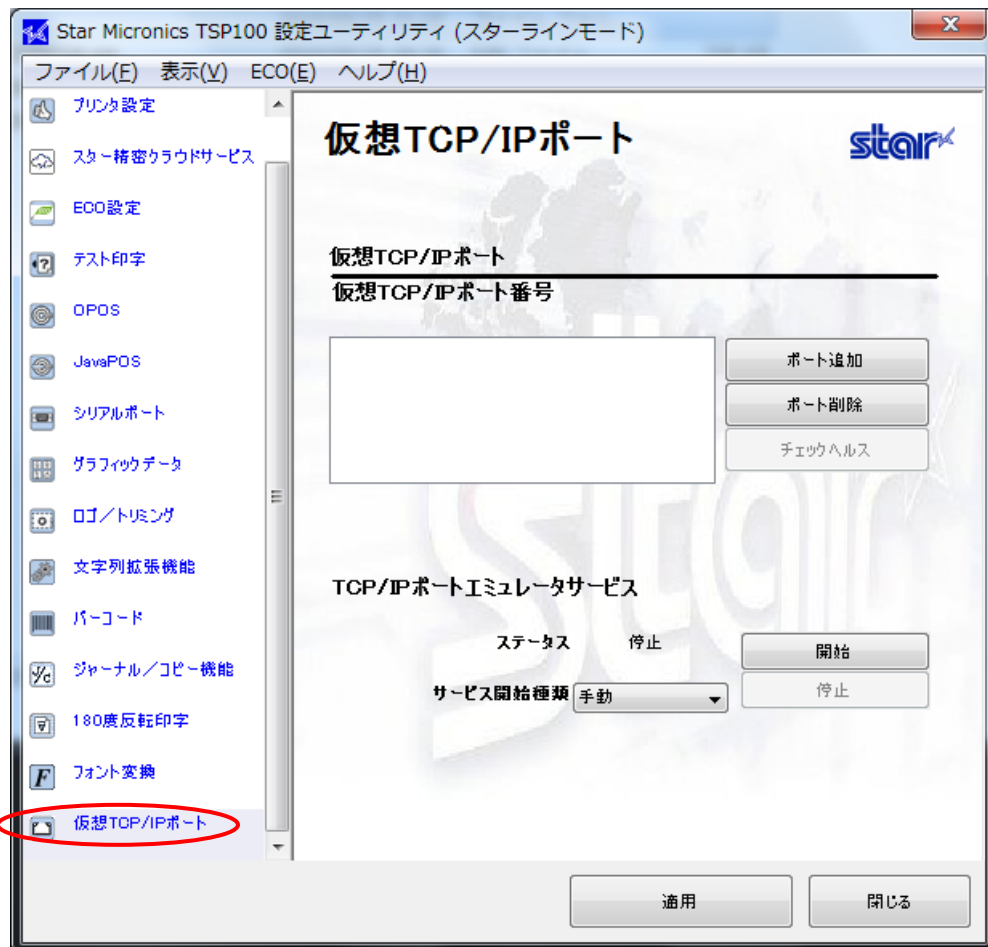 Star Micronics TSP100 設定ユーティリティ (スターラインモード)
ファイル(F) 表示(V) ECO(E) ヘルプ(H)
プリンタ設定
スター精密クラウドサービス
ECO設定
テスト印字
OPOS
JavaPOS
シリアルポート
グラフィックデータ
ロゴ／トリミング
文字列拡張機能
バーコード
ジャーナル／コピー機能
180度反転印字
フォント変換
仮想TCP/IPポート
仮想TCP/IPポート
star
仮想TCP/IPポート
仮想TCP/IPポート番号
ポート追加
ポート削除
チェックヘルス
TCP/IPポートエミュレータサービス
ステータス 停止
開始
サービス開始種類 手動
停止
適用
閉じる